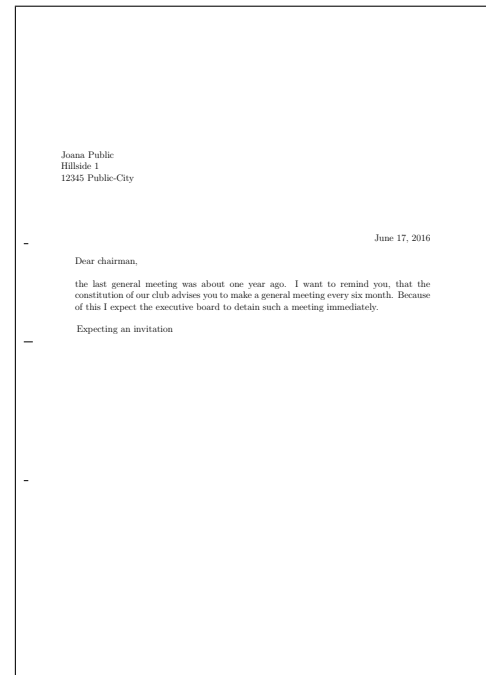 Joana Public
Hillside 1
12345 Public-City
June 17, 2016
Dear chairman,
the last general meeting was about one year ago. I want to remind you, that the
constitution of our club advises you to make a general meeting every six month. Because
of this I expect the executive board to detain such a meeting immediately.
Expecting an invitation